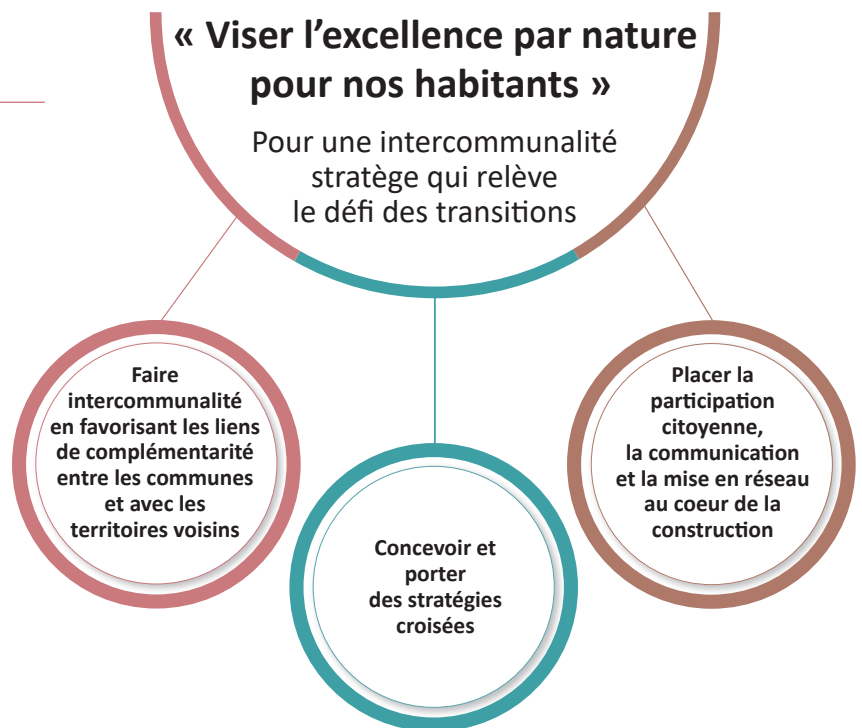 « Viser l’excellence par nature
pour nos habitants »
Pour une intercommunalité
stratège qui relève
le défi des transitions
Faire
intercommunalité
en favorisant les liens
de complémentarité
entre les communes
et avec les
territoires voisins
Concevoir et
porter
des stratégies
croisées
Placer la
participation
citoyenne,
la communication
et la mise en réseau
au coeur de la
construction